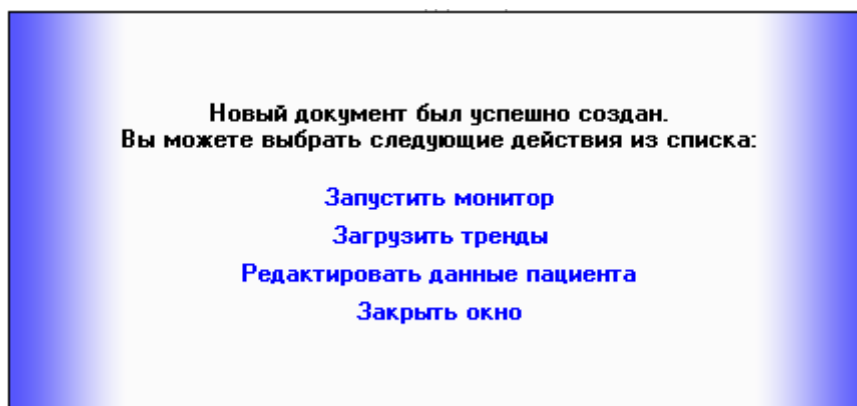 Новый документ был успешно создан.
Вы можете выбрать следующие действия из списка:
Запустить монитор
Загрузить тренды
Редактировать данные пациента
Закрыть окно